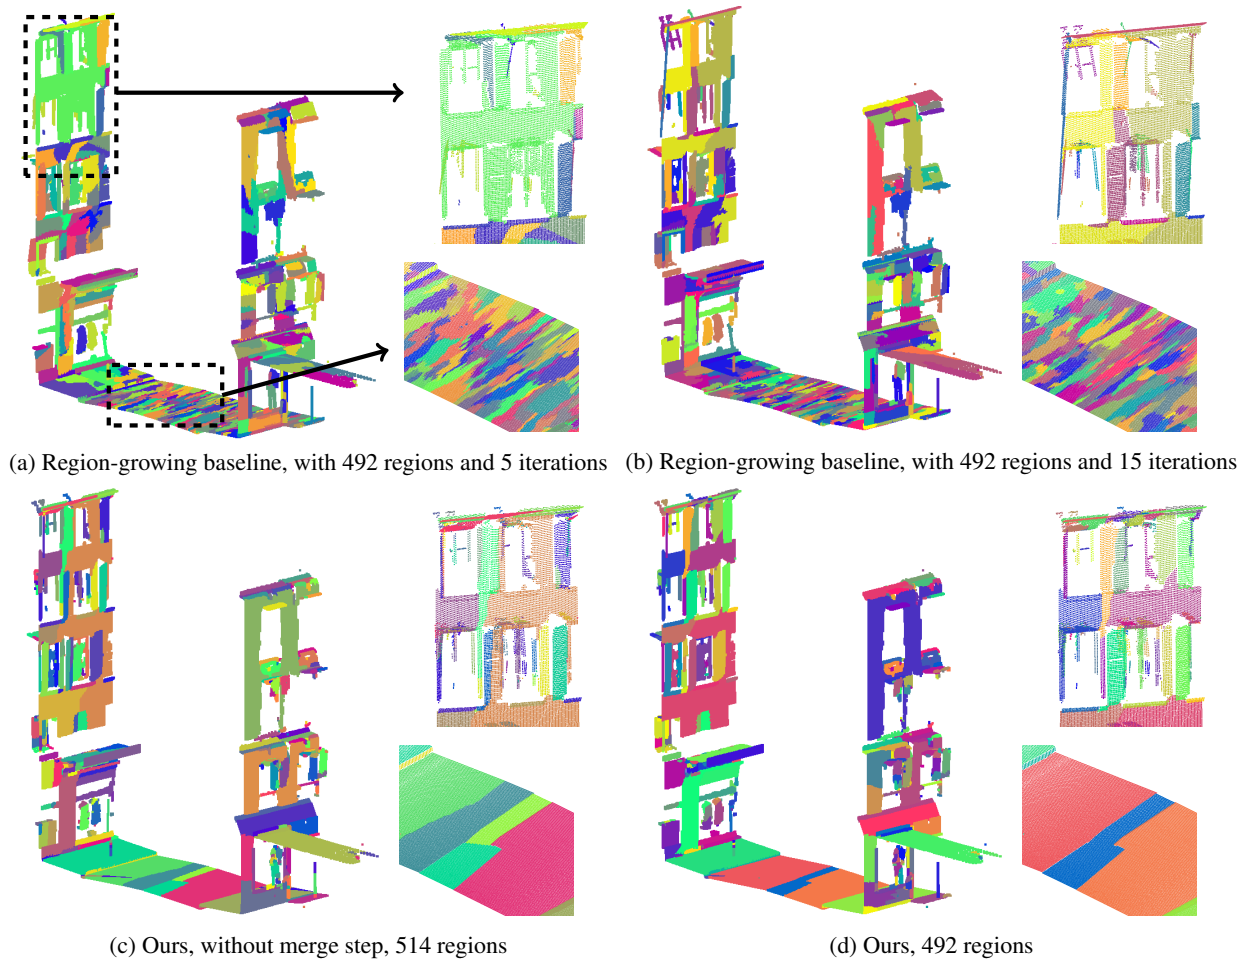 (a) Region-growing baseline, with 492 regions and 5 iterations
(b) Region-growing baseline, with 492 regions and 15 iterations
(c) Ours, without merge step, 514 regions
(d) Ours, 492 regions